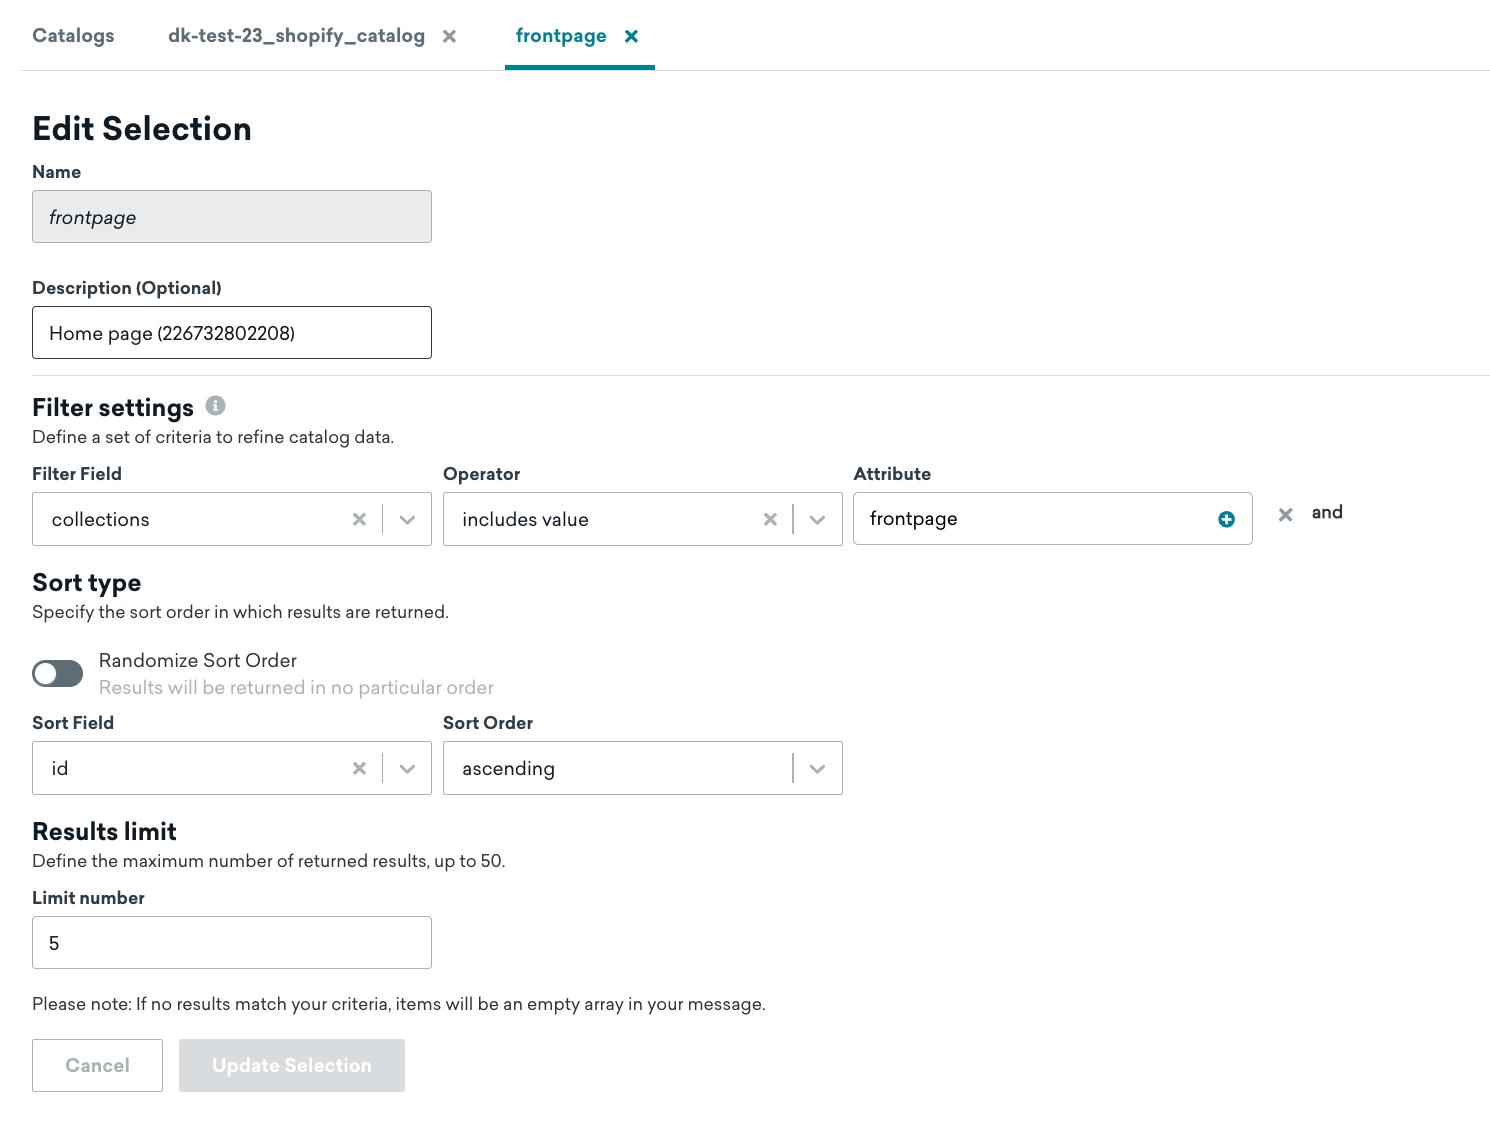 Catalogs dk-test-23_shopify_catalog frontpage
Edit Selection
Name
frontpage
Description (Optional)
Home page (226732802208)
Filter settings
Define a set of criteria to refine catalog data.
Filter Field Operator Attribute
collections includes value frontpage and
Sort type
Specify the sort order in which results are returned.
Randomize Sort Order
Results will be returned in no particular order
Sort Field Sort Order
id ascending
Results limit
Define the maximum number of returned results, up to 50.
Limit number
5
Please note: If no results match your criteria, items will be an empty array in your message.
Cancel Update Selection